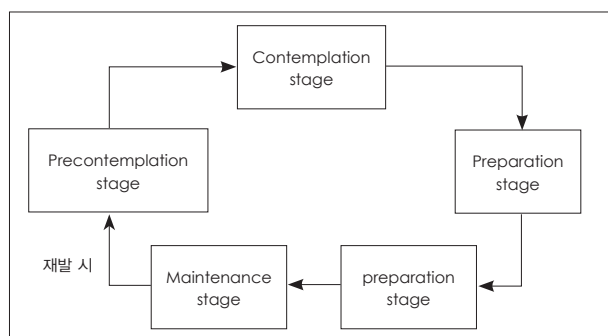 Contemplation
stage
Precontemplation
stage
Preparation
stage
재발 시
Maintenance
stage
preparation
stage